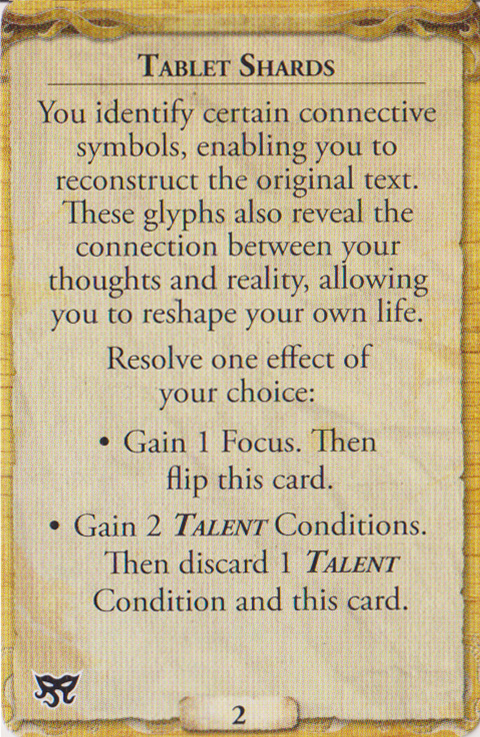 Tablet Shards
You identify certain connective
symbols, enabling you to
reconstruct the original text.
These glyphs also reveal the
connection between your
thoughts and reality, allowing
you to reshape your own life.
Resolve one effect of
your choice:
• Gain 1 Focus. Then
flip this card.
• Gain 2 Talent Conditions.
Then discard 1 Talent
Condition and this card.
2